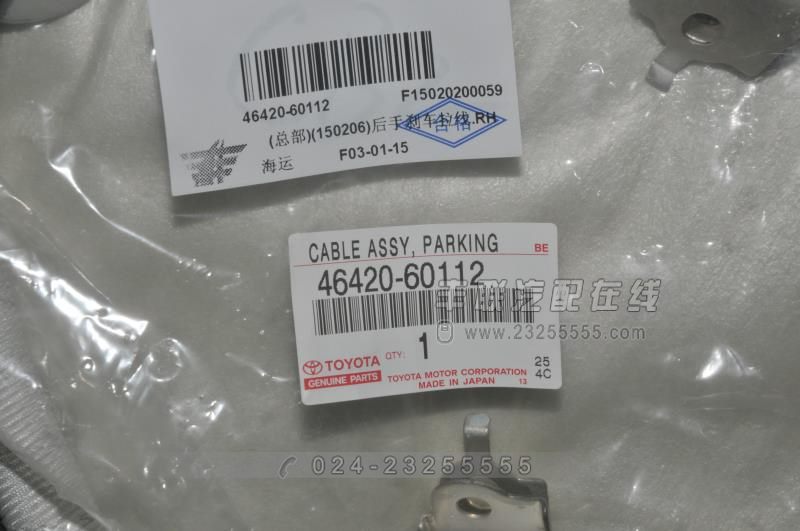 46420-60112 F15020200059
(总部)(150206)后手刹车拉线.RH
合格
海运 F03-01-15
CABLE ASSY, PARKING BE
46420-60112
丰联汽配在线
www.23255555.com
TOYOTA QTY: 1 25
GENUINE PARTS TOYOTA MOTOR CORPORATION 4C
MADE IN JAPAN 13
024-23255555